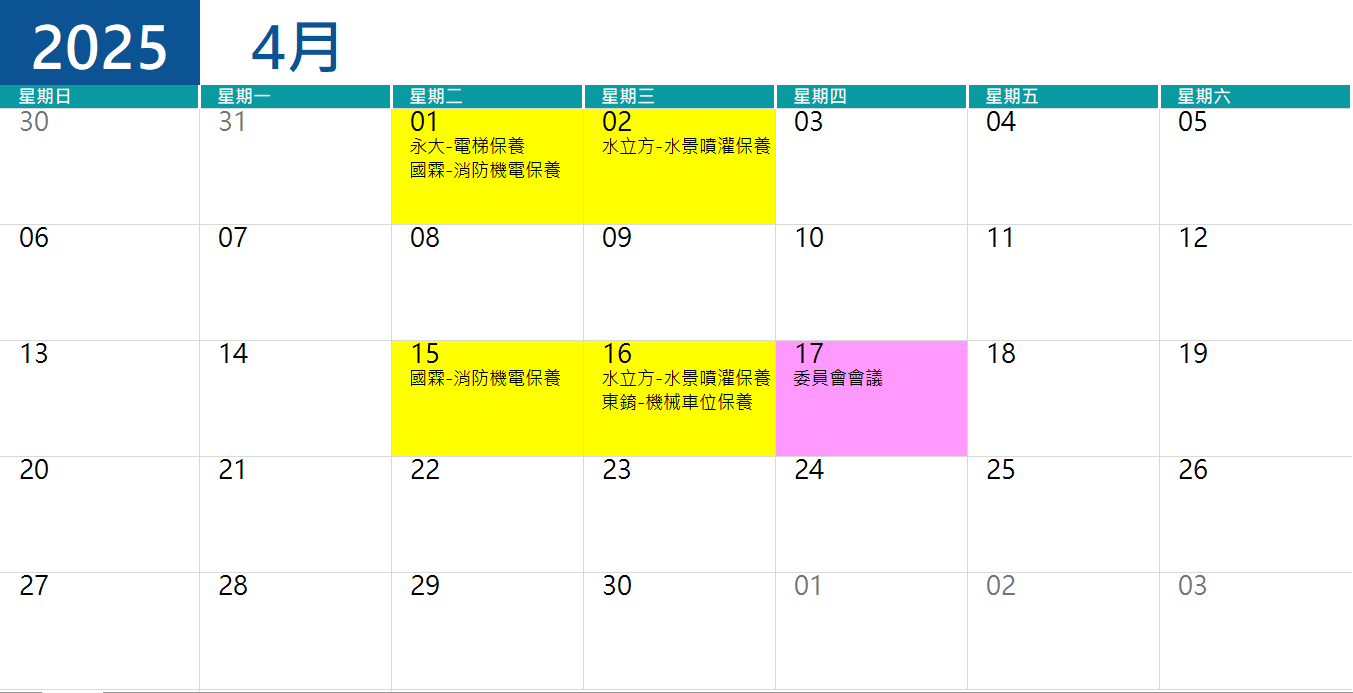 2025 4月
星期日 星期一 星期二 星期三 星期四 星期五 星期六
30 31 01 02 03 04 05
永大-電梯保養 水立方-水景噴灌保養
國霖-消防機電保養
06 07 08 09 10 11 12
13 14 15 16 17 18 19
國霖-消防機電保養 水立方-水景噴灌保養 委員會會議
東錡-機械車位保養
20 21 22 23 24 25 26
27 28 29 30 01 02 03